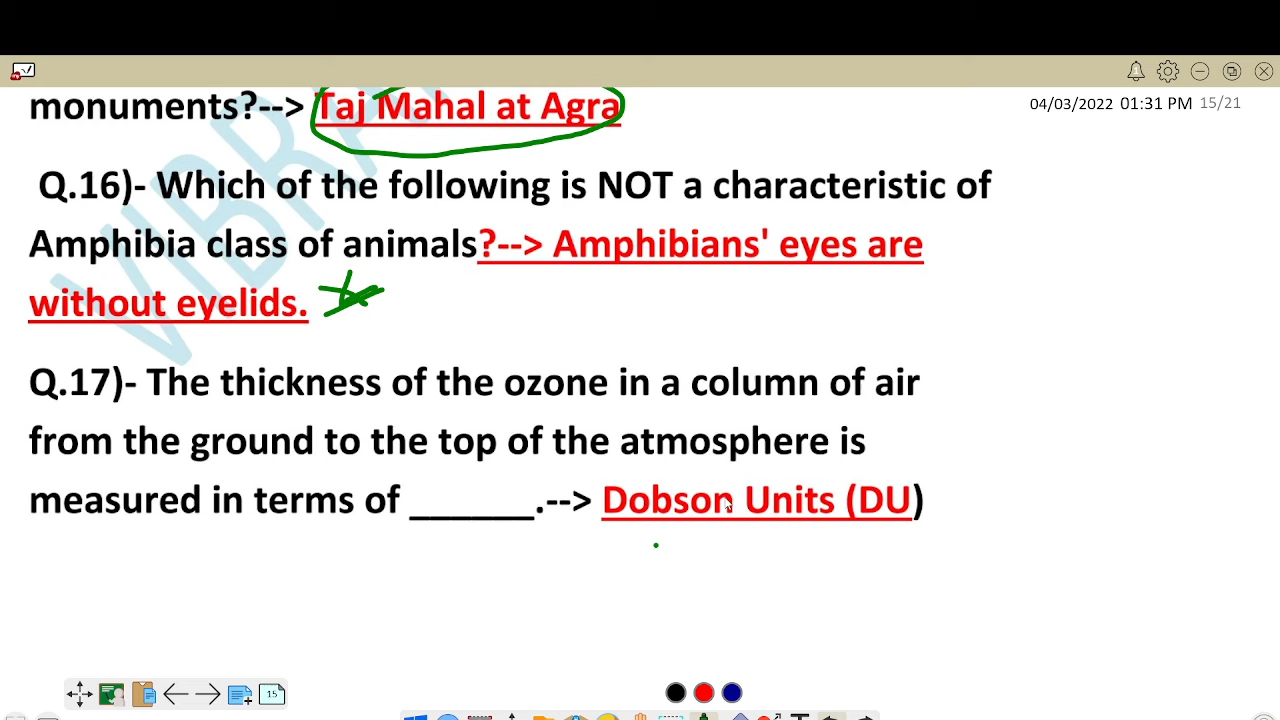 monuments?--> Taj Mahal at Agra
04/03/2022 01:31 PM 15/21
Q.16)- Which of the following is NOT a characteristic of
Amphibia class of animals?--> Amphibians' eyes are
without eyelids.
Q.17)- The thickness of the ozone in a column of air
from the ground to the top of the atmosphere is
measured in terms of ______.--> Dobson Units (DU)
15